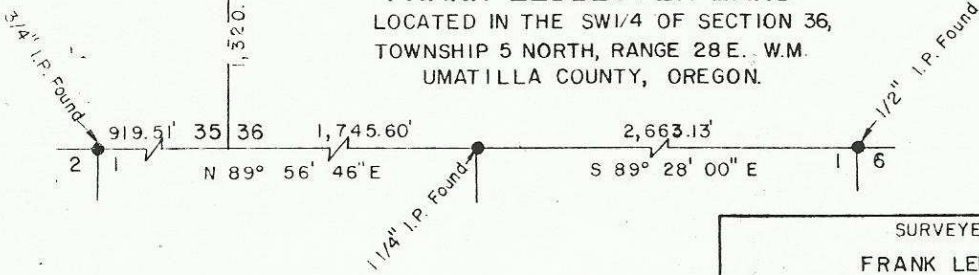 1,320.
LOCATED IN THE SW1/4 OF SECTION 36,
TOWNSHIP 5 NORTH, RANGE 28 E. W.M.
UMATILLA COUNTY, OREGON.
3/4" I.P. Found
1/2" I.P. Found
919.51' 35 36 1,745.60' 2,663.13'
2 1 N 89° 56' 46" E S 89° 28' 00" E 1 6
1 1/4" I.P. Found
SURVEYE
FRANK LE